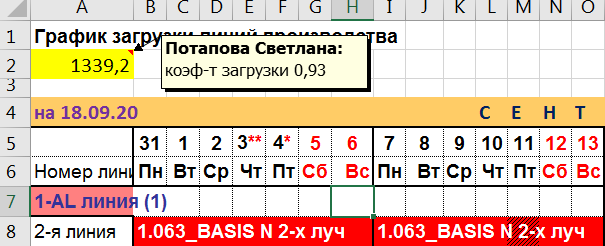 A B C D E F G H I J K L M N O
1 График загрузки линий производства
Потапова Светлана:
коэф-т загрузки 0,93
2 1339,2
3
4 на 18.09.20 С Е Н Т
5 31 1 2 3** 4* 5 6 7 8 9 10 11 12 13
6 Номер лини Пн Вт Ср Чт Пт Сб Вс Пн Вт Ср Чт Пт Сб Вс
7 1-AL линия (1)
8 2-я линия 1.063_BASIS N 2-х луч 1.063_BASIS N 2-х луч